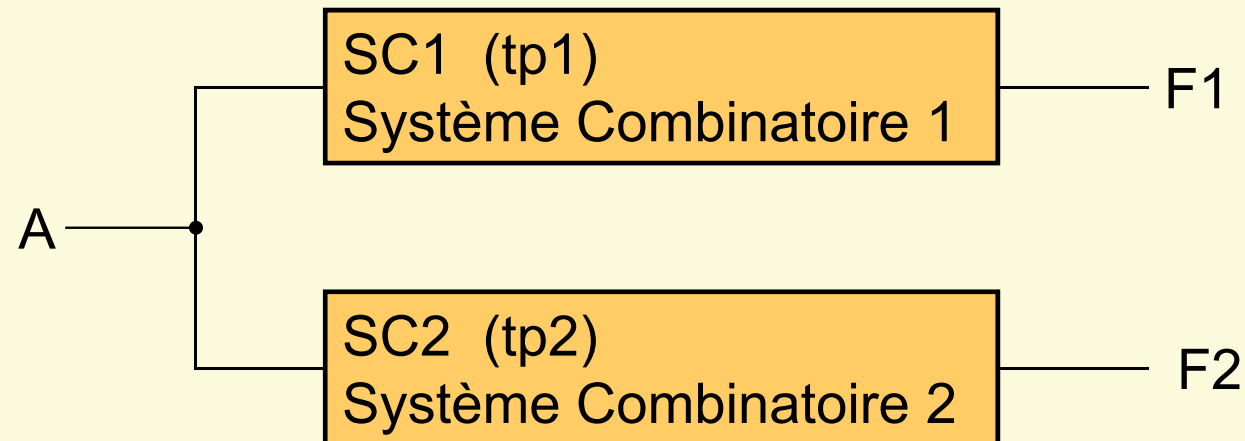 SC1 (tp1)
Système Combinatoire 1
F1
A
SC2 (tp2)
Système Combinatoire 2
F2